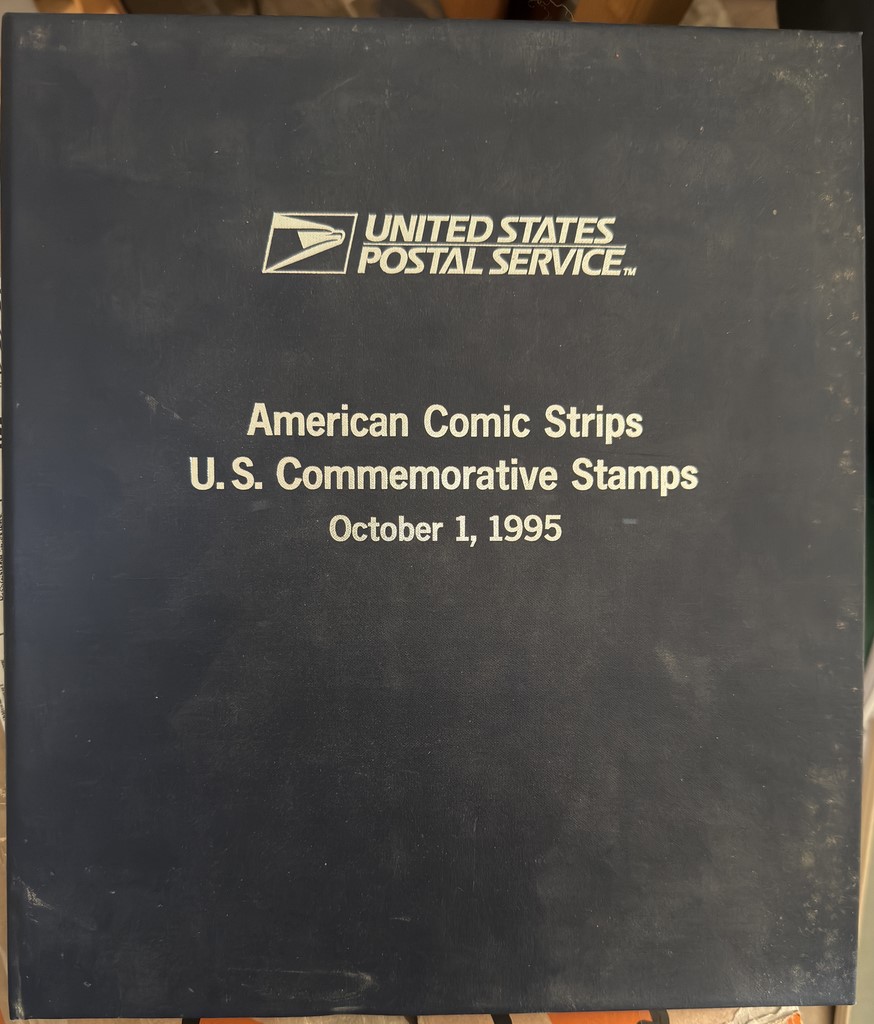 UNITED STATES
POSTAL SERVICE™
American Comic Strips
U.S. Commemorative Stamps
October 1, 1995